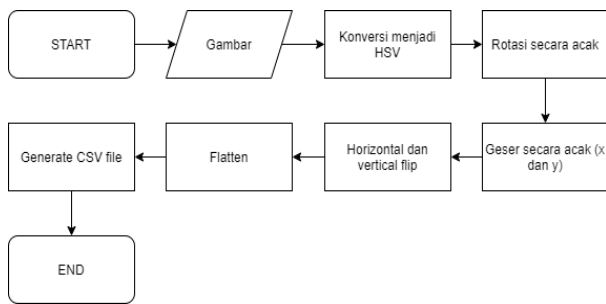 START
Gambar
Konversi menjadi
HSV
Rotasi secara acak
Geser secara acak (x
dan y)
Horizontal dan
vertical flip
Flatten
Generate CSV file
END